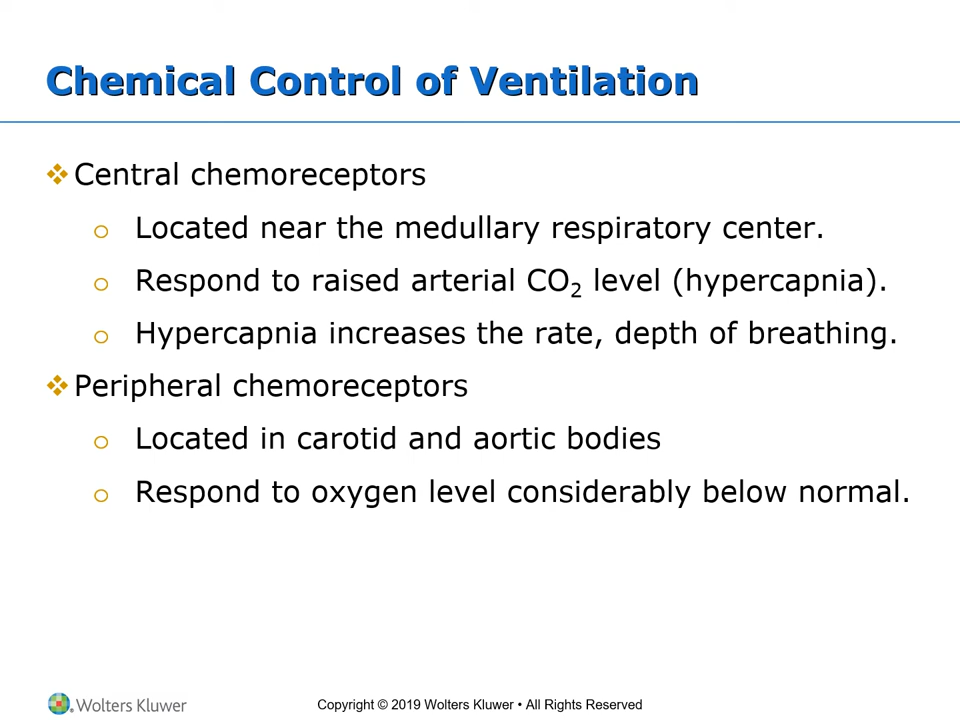 Chemical Control of Ventilation
❖ Central chemoreceptors
o Located near the medullary respiratory center.
o Respond to raised arterial CO₂ level (hypercapnia).
o Hypercapnia increases the rate, depth of breathing.
❖ Peripheral chemoreceptors
o Located in carotid and aortic bodies
o Respond to oxygen level considerably below normal.
Wolters Kluwer
Copyright © 2019 Wolters Kluwer • All Rights Reserved